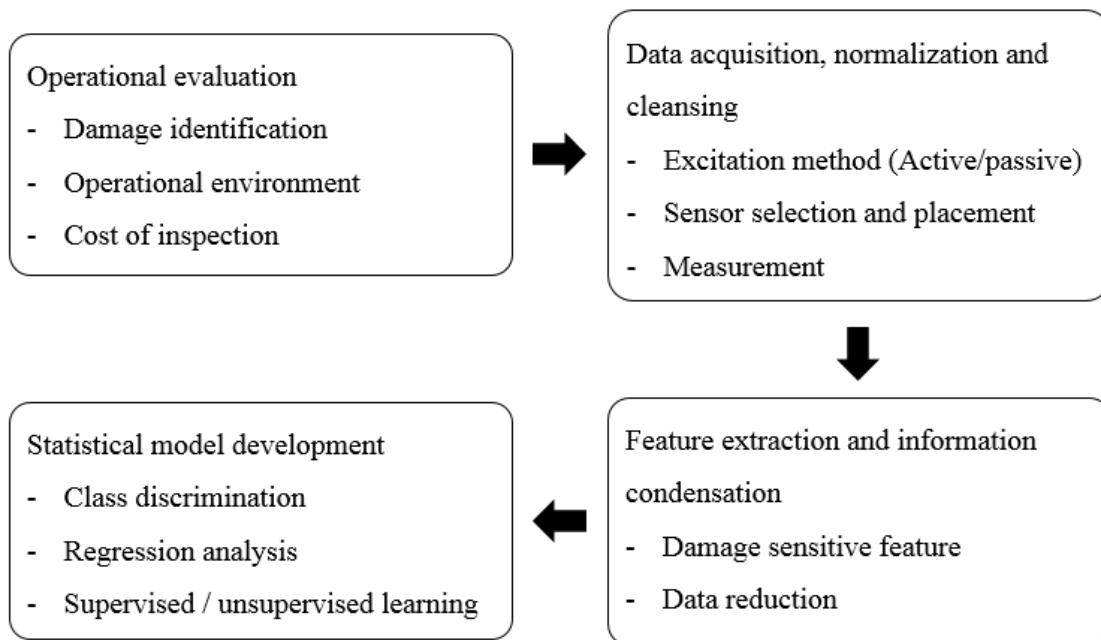 Operational evaluation
- Damage identification
- Operational environment
- Cost of inspection
Data acquisition, normalization and
cleansing
- Excitation method (Active/passive)
- Sensor selection and placement
- Measurement
Feature extraction and information
condensation
- Damage sensitive feature
- Data reduction
Statistical model development
- Class discrimination
- Regression analysis
- Supervised / unsupervised learning